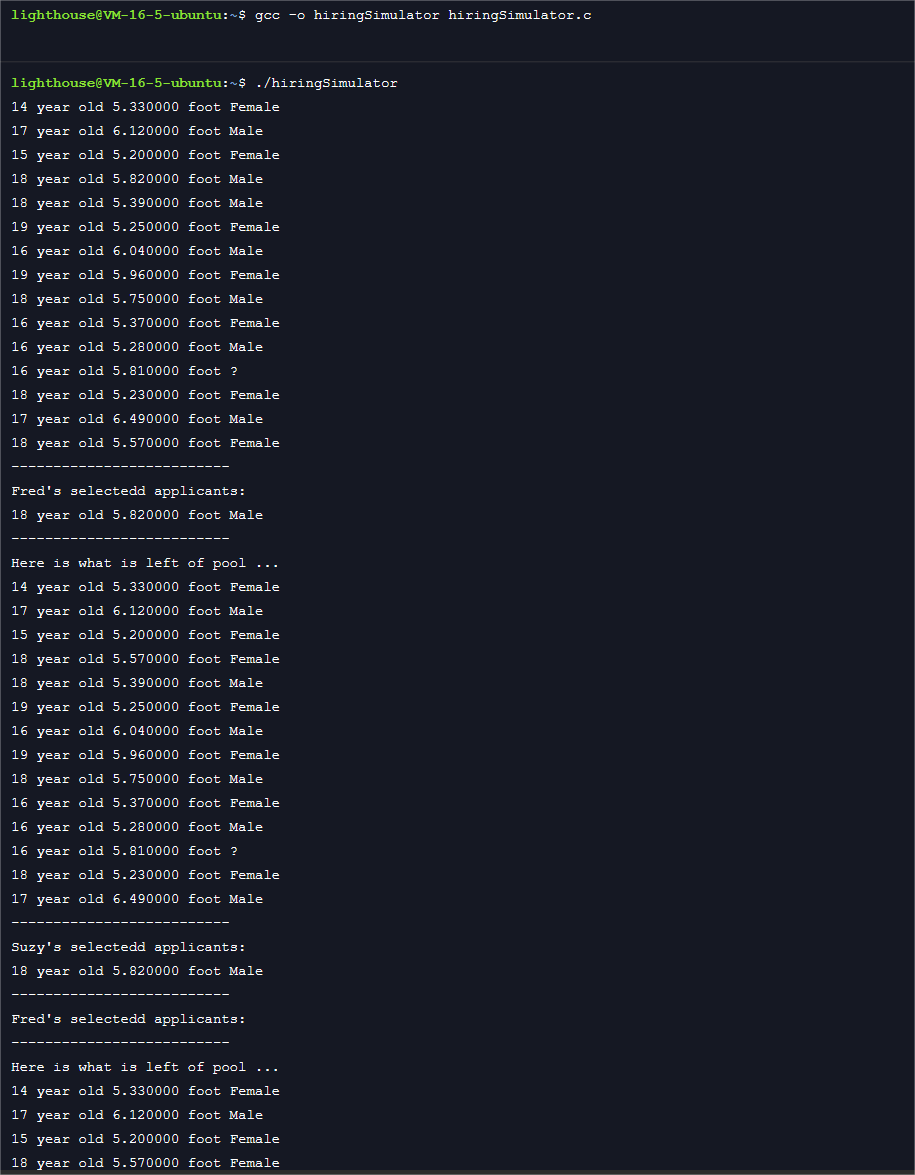 lighthouse@VM-16-5-ubuntu:~$ gcc -o hiringSimulator hiringSimulator.c
lighthouse@VM-16-5-ubuntu:~$ ./hiringSimulator
14 year old 5.330000 foot Female
17 year old 6.120000 foot Male
15 year old 5.200000 foot Female
18 year old 5.820000 foot Male
18 year old 5.390000 foot Male
19 year old 5.250000 foot Female
16 year old 6.040000 foot Male
19 year old 5.960000 foot Female
18 year old 5.750000 foot Male
16 year old 5.370000 foot Female
16 year old 5.280000 foot Male
16 year old 5.810000 foot ?
18 year old 5.230000 foot Female
17 year old 6.490000 foot Male
18 year old 5.570000 foot Female
--------------------------
Fred's selectedd applicants:
18 year old 5.820000 foot Male
--------------------------
Here is what is left of pool ...
14 year old 5.330000 foot Female
17 year old 6.120000 foot Male
15 year old 5.200000 foot Female
18 year old 5.570000 foot Female
18 year old 5.390000 foot Male
19 year old 5.250000 foot Female
16 year old 6.040000 foot Male
19 year old 5.960000 foot Female
18 year old 5.750000 foot Male
16 year old 5.370000 foot Female
16 year old 5.280000 foot Male
16 year old 5.810000 foot ?
18 year old 5.230000 foot Female
17 year old 6.490000 foot Male
--------------------------
Suzy's selectedd applicants:
18 year old 5.820000 foot Male
--------------------------
Fred's selectedd applicants:
--------------------------
Here is what is left of pool ...
14 year old 5.330000 foot Female
17 year old 6.120000 foot Male
15 year old 5.200000 foot Female
18 year old 5.570000 foot Female